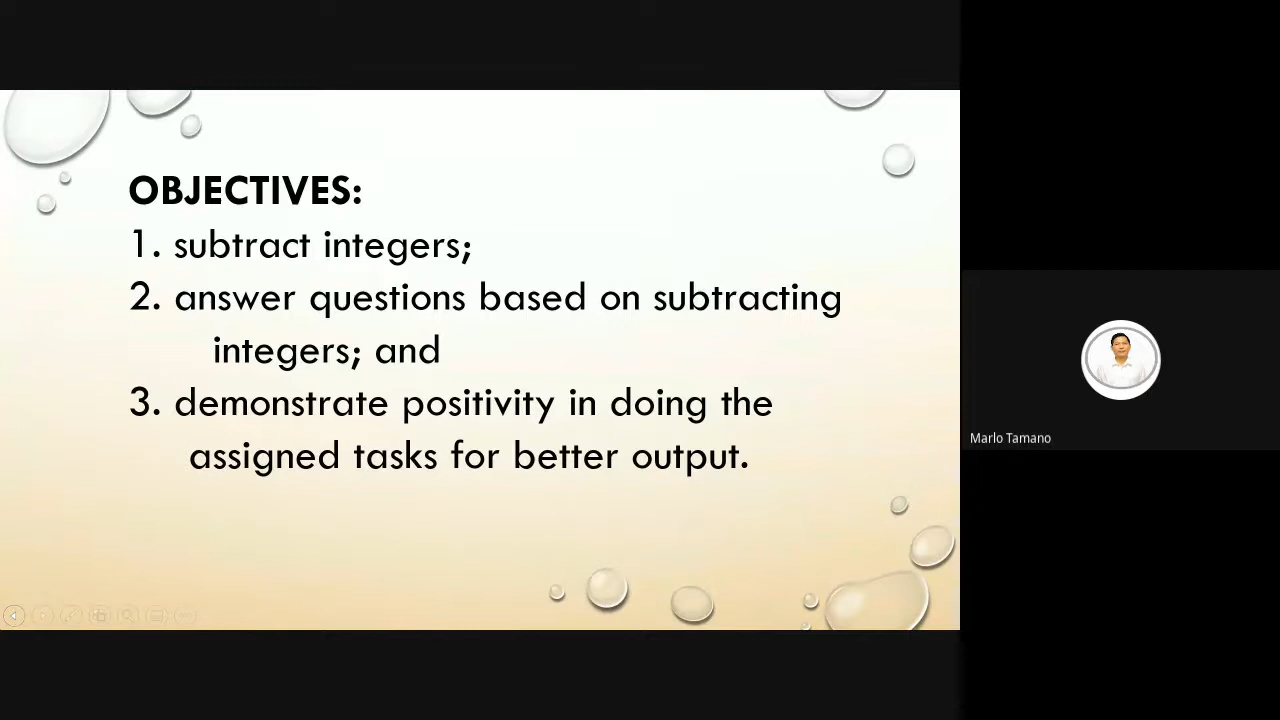 OBJECTIVES:
1. subtract integers;
2. answer questions based on subtracting
integers; and
3. demonstrate positivity in doing the
assigned tasks for better output.
Marlo Tamano